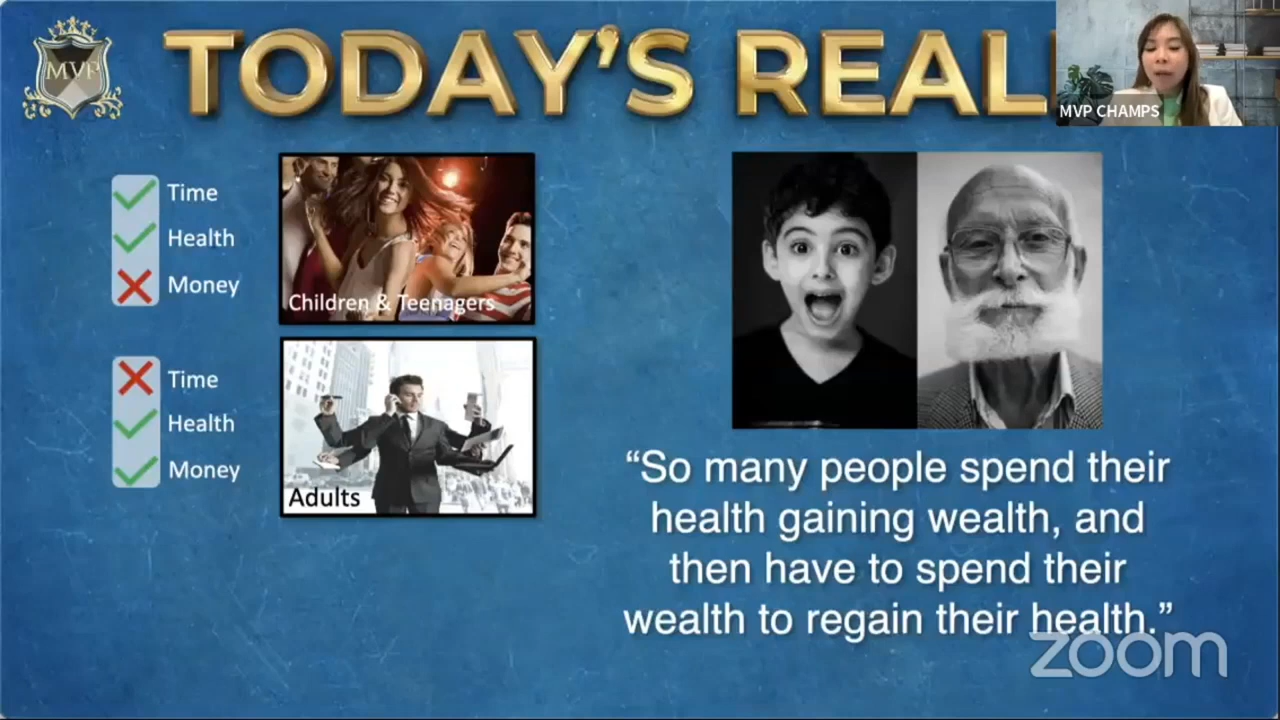 MVP
TODAY'S REAL
MVP CHAMPS
Time
Health
Money
Children & Teenagers
Time
Health
Money
Adults
“So many people spend their
health gaining wealth, and
then have to spend their
wealth to regain their health.”
zoom